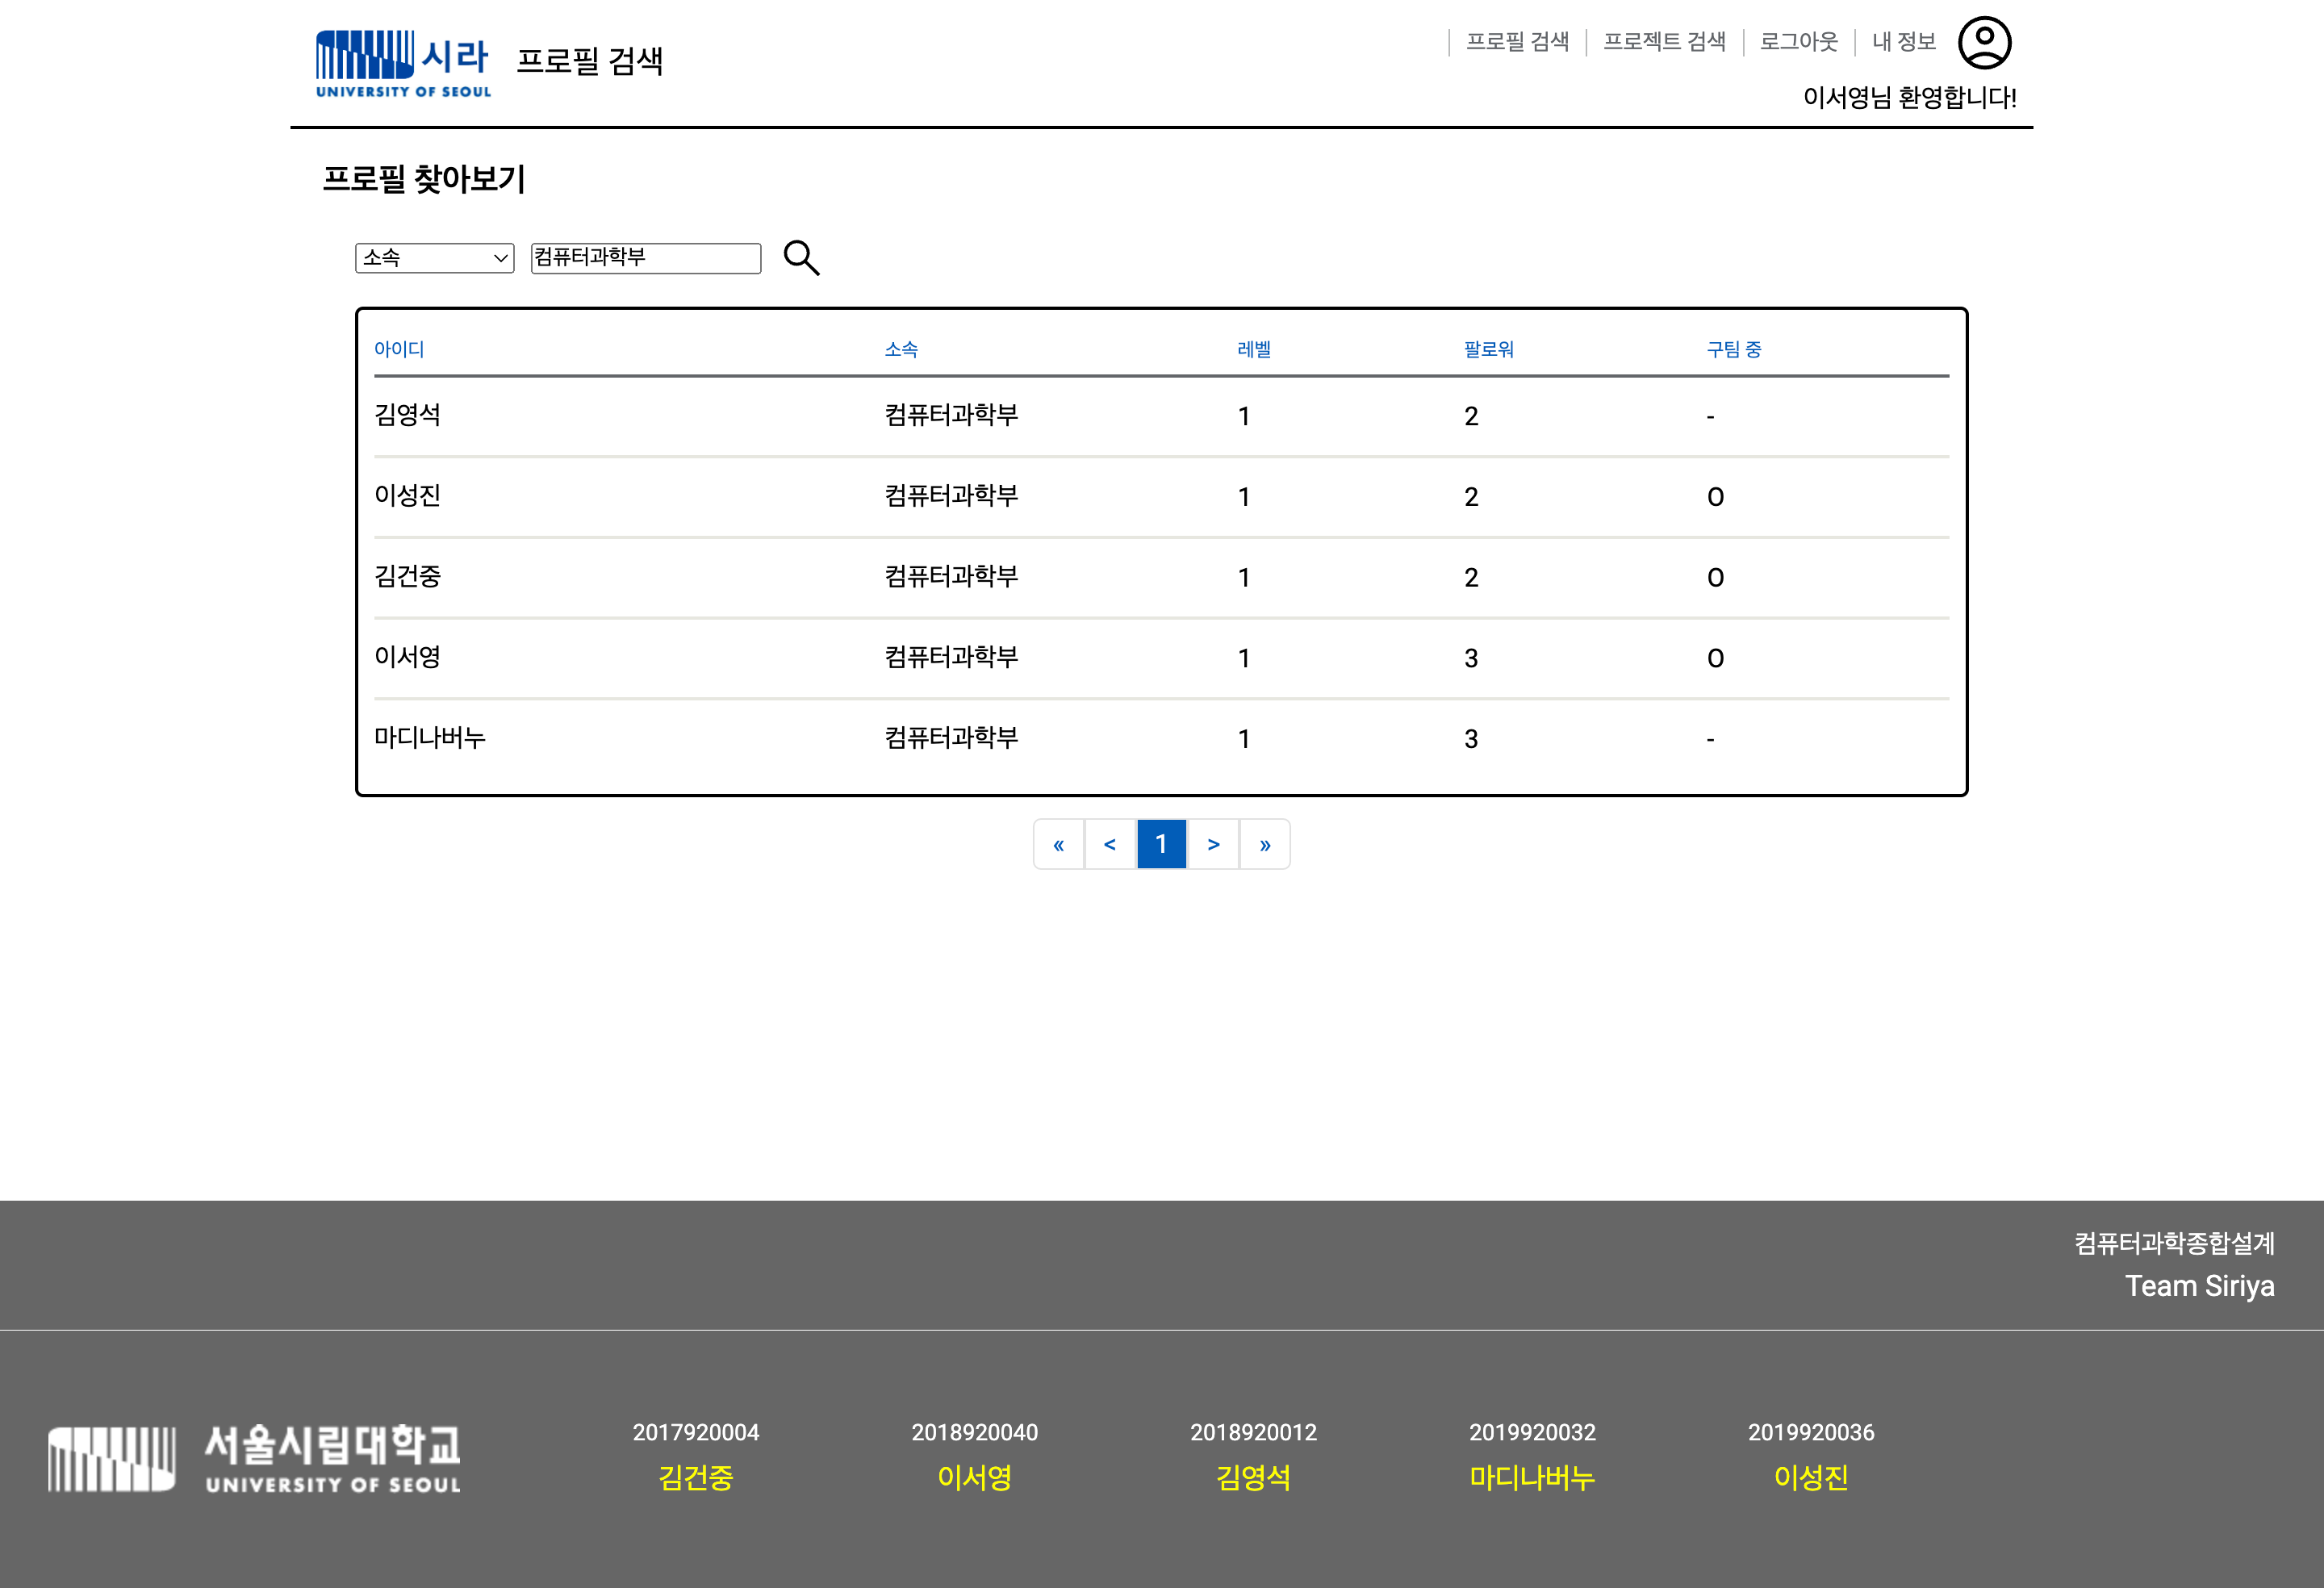 시라
UNIVERSITY OF SEOUL
프로필 검색
프로필 검색 프로젝트 검색 로그아웃 내 정보
이서영님 환영합니다!
프로필 찾아보기
소속 컴퓨터과학부
아이디 소속 레벨 팔로워 구팀 중
김영석 컴퓨터과학부 1 2 -
이성진 컴퓨터과학부 1 2 O
김건중 컴퓨터과학부 1 2 O
이서영 컴퓨터과학부 1 3 O
마디나버누 컴퓨터과학부 1 3 -
« < 1 > »
컴퓨터과학종합설계
Team Siriya
서울시립대학교
UNIVERSITY OF SEOUL
2017920004 2018920040 2018920012 2019920032 2019920036
김건중 이서영 김영석 마디나버누 이성진